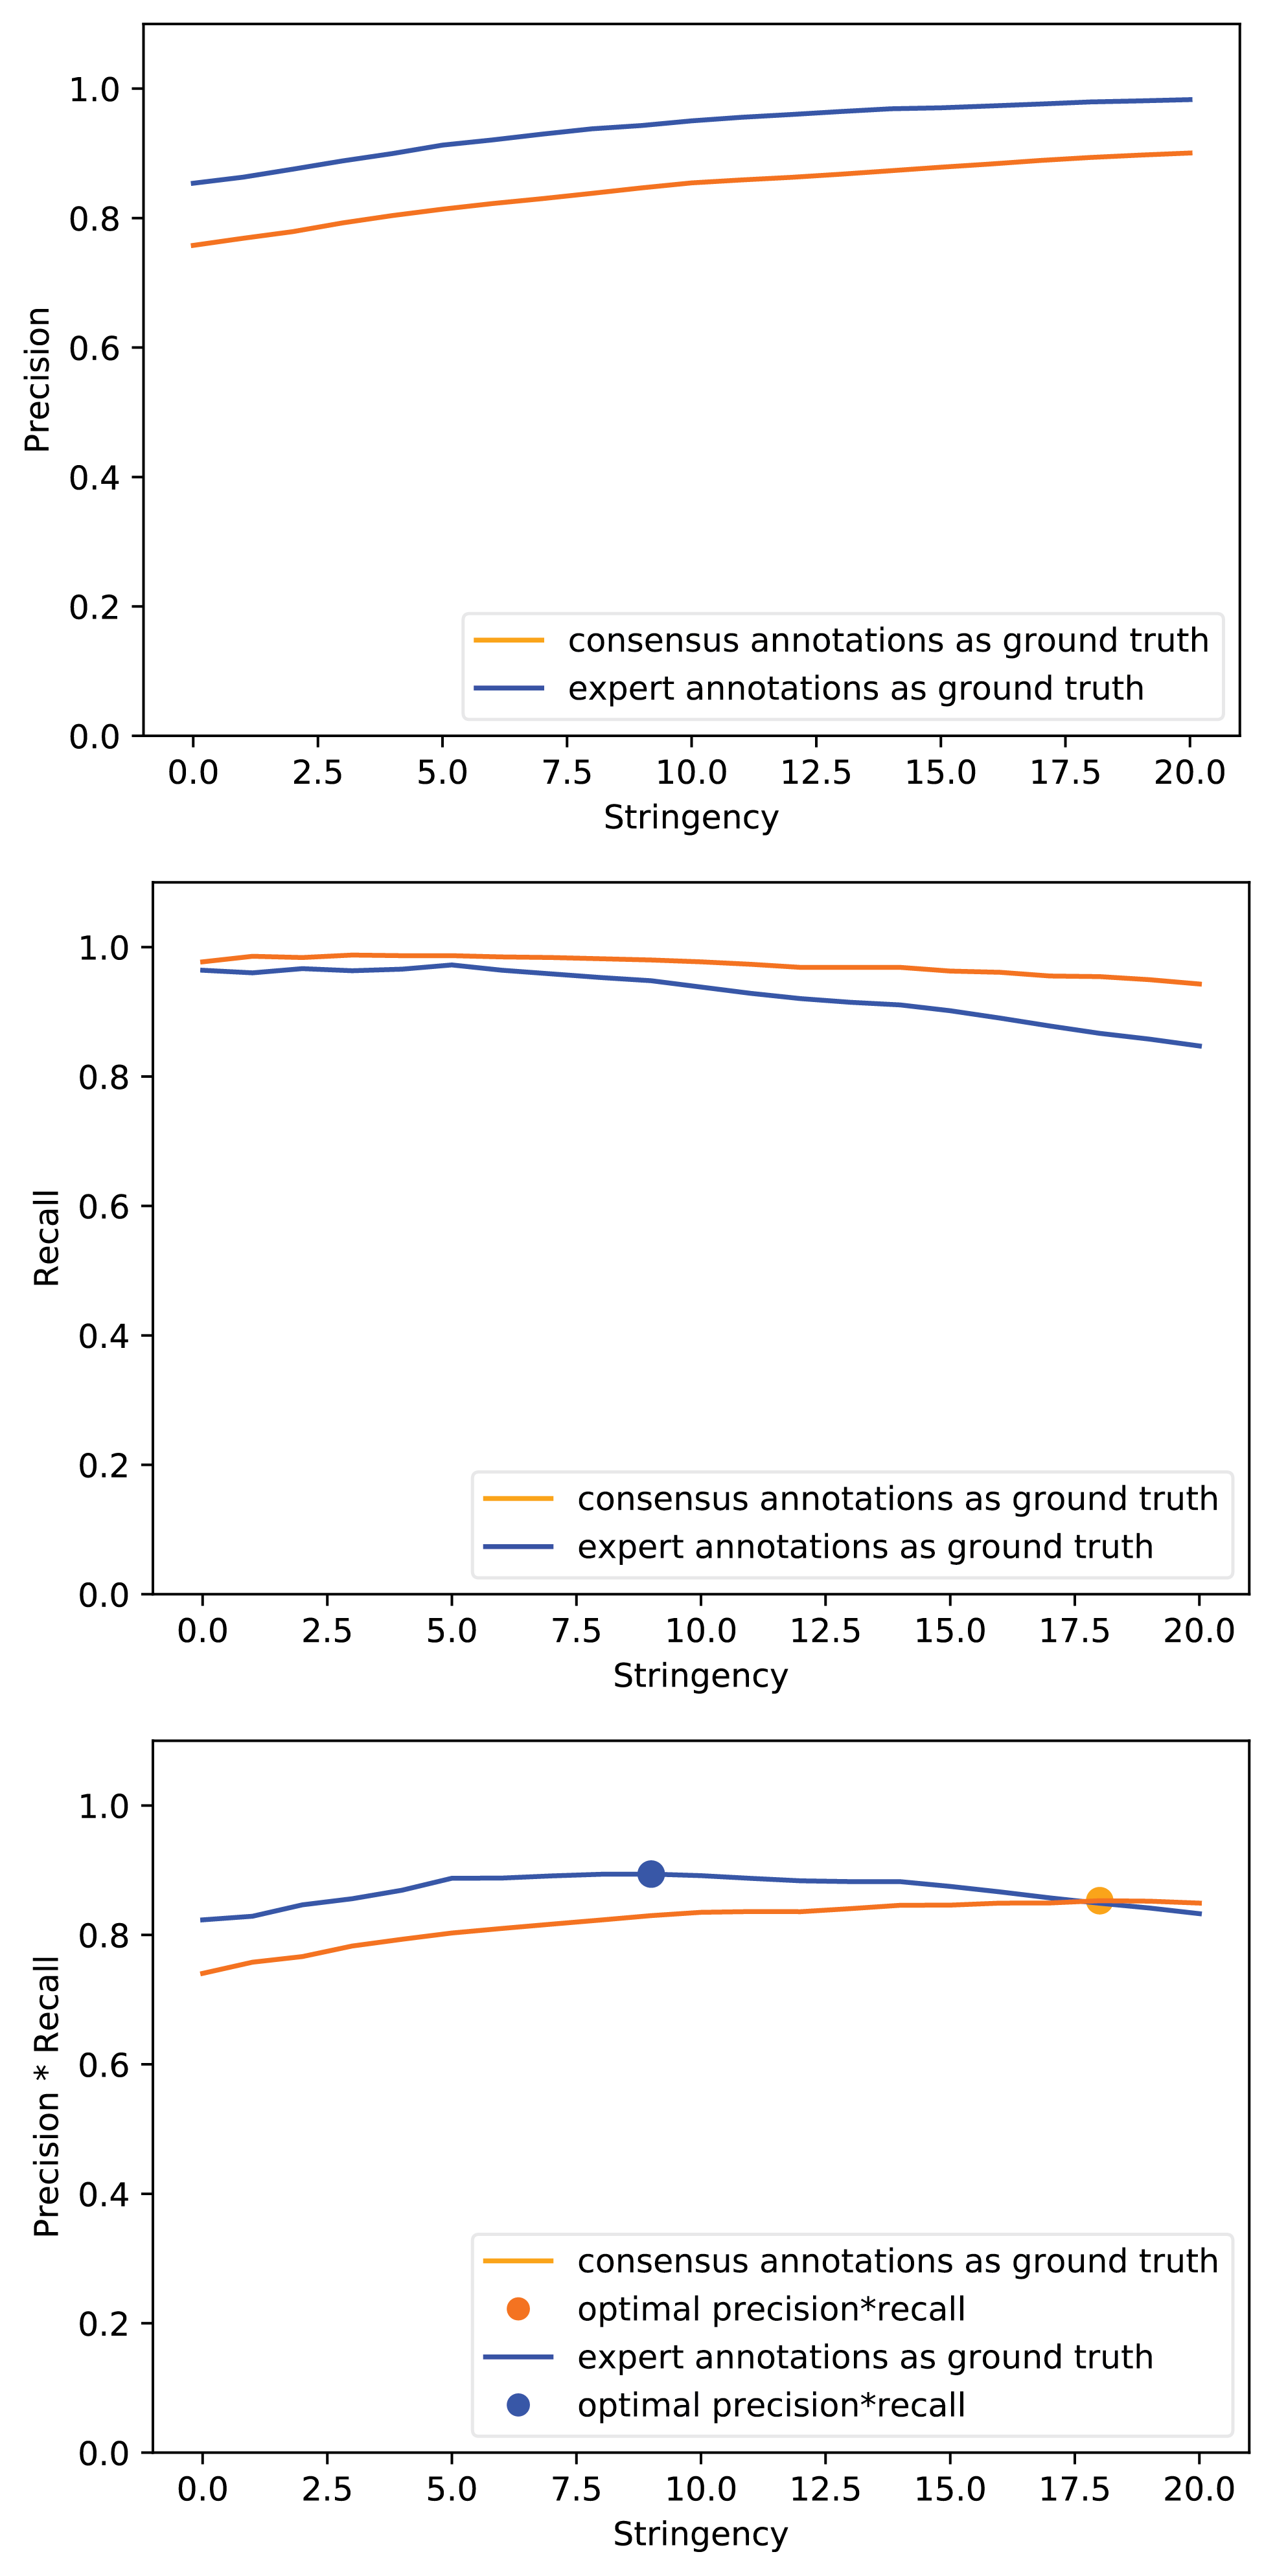 1.0
0.8
0.6
0.4
0.2
0.0
Precision
consensus annotations as ground truth
expert annotations as ground truth
0.0 2.5 5.0 7.5 10.0 12.5 15.0 17.5 20.0
Stringency
1.0
0.8
0.6
0.4
0.2
0.0
Recall
consensus annotations as ground truth
expert annotations as ground truth
0.0 2.5 5.0 7.5 10.0 12.5 15.0 17.5 20.0
Stringency
1.0
0.8
0.6
0.4
0.2
0.0
Precision * Recall
consensus annotations as ground truth
optimal precision*recall
expert annotations as ground truth
optimal precision*recall
0.0 2.5 5.0 7.5 10.0 12.5 15.0 17.5 20.0
Stringency